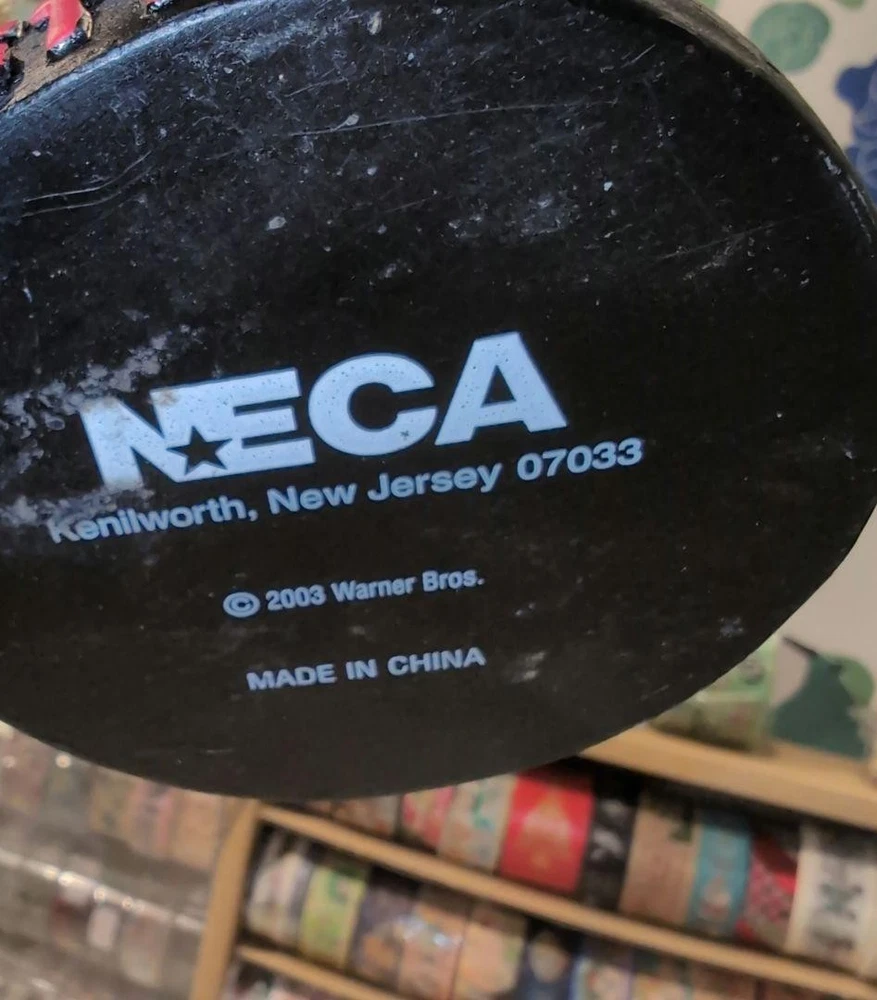 NECA
Kenilworth, New Jersey 07033
© 2003 Warner Bros.
MADE IN CHINA